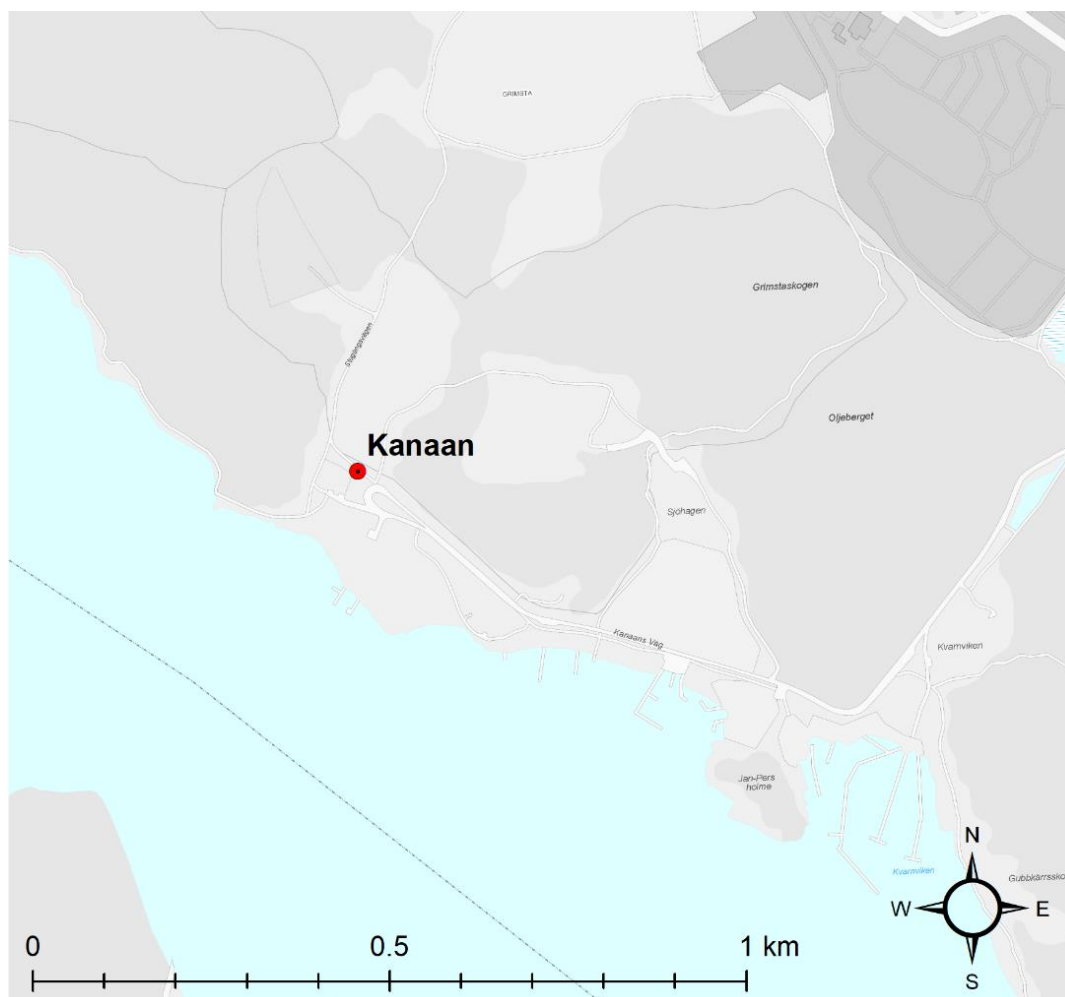 GRIMSTA
Grimstaskogen
Oljeberget
Kanaan
Sjöhagen
Kanaans Väg
Kvarnviken
Jan-Pers
holme
Kvarnviken
N
W
E
S
0
0.5
1 km